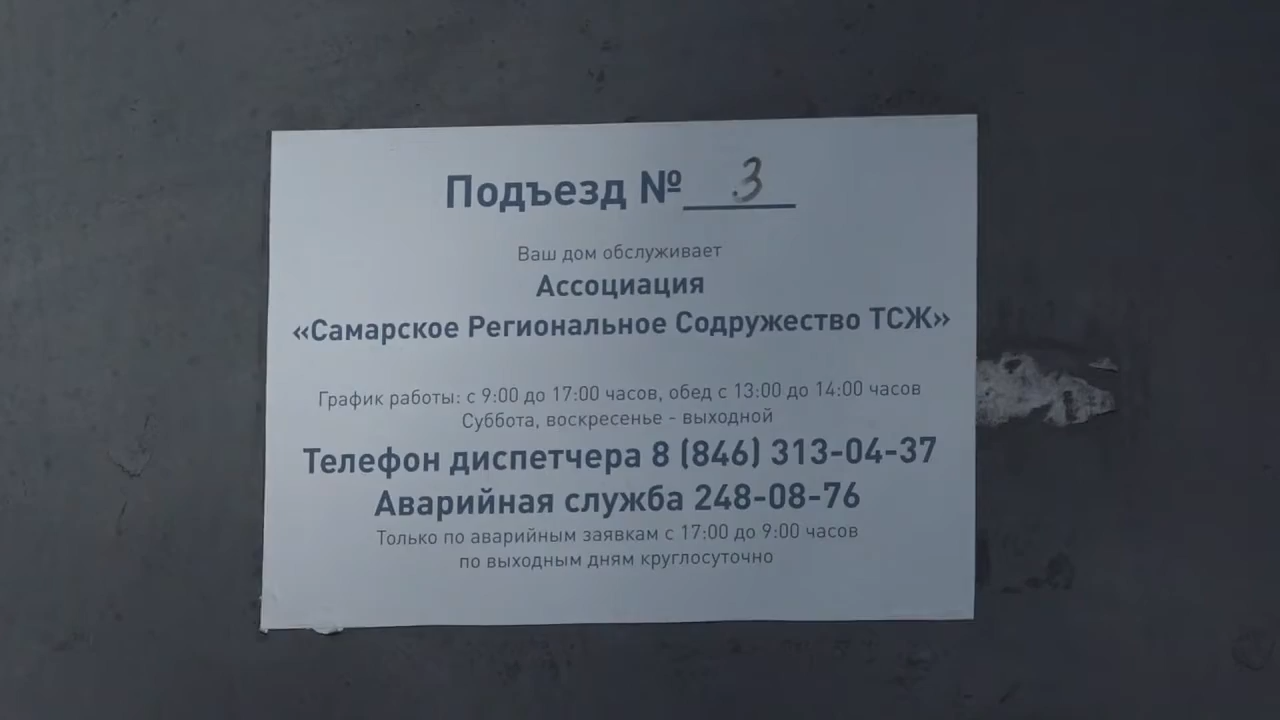 Подъезд № 3
Ваш дом обслуживает
Ассоциация
«Самарское Региональное Содружество ТСЖ»
График работы: с 9:00 до 17:00 часов, обед с 13:00 до 14:00 часов
Суббота, воскресенье - выходной
Телефон диспетчера 8 (846) 313-04-37
Аварийная служба 248-08-76
Только по аварийным заявкам с 17:00 до 9:00 часов
по выходным дням круглосуточно